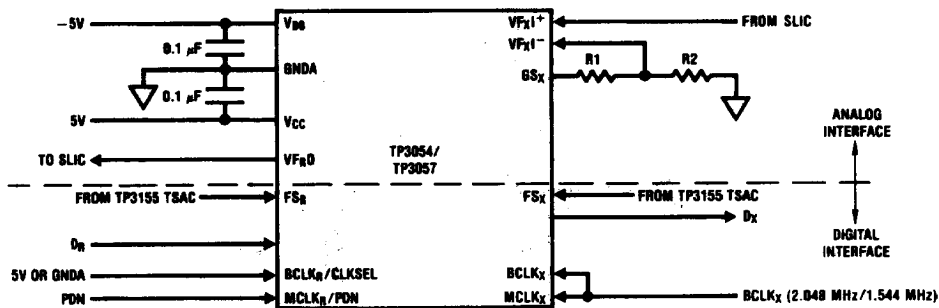 −5V
VBB
0.1 µF
GNDA
0.1 µF
5V
VCC
TO SLIC
VFRO
TP3054/
TP3057
VFXI+
FROM SLIC
VFXI−
GSX
R1
R2
ANALOG
INTERFACE
FROM TP3155 TSAC
FSR
FSX
FROM TP3155 TSAC
DX
DIGITAL
INTERFACE
DR
5V OR GNDA
BCLKR/CLKSEL
BCLKX
PDN
MCLKR/PDN
MCLKX
BCLKX (2.048 MHz/1.544 MHz)